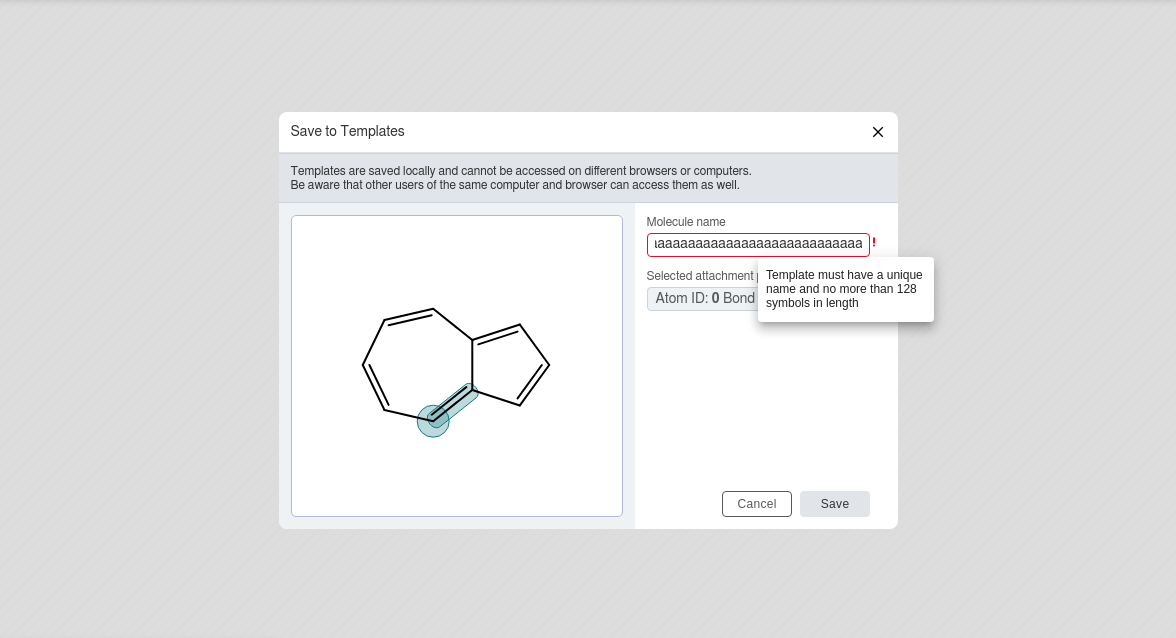 Save to Templates
Templates are saved locally and cannot be accessed on different browsers or computers.
Be aware that other users of the same computer and browser can access them as well.
Molecule name
aaaaaaaaaaaaaaaaaaaaaaaaaaa
!
Selected attachment
Atom ID: 0 Bond
Template must have a unique
name and no more than 128
symbols in length
Cancel
Save